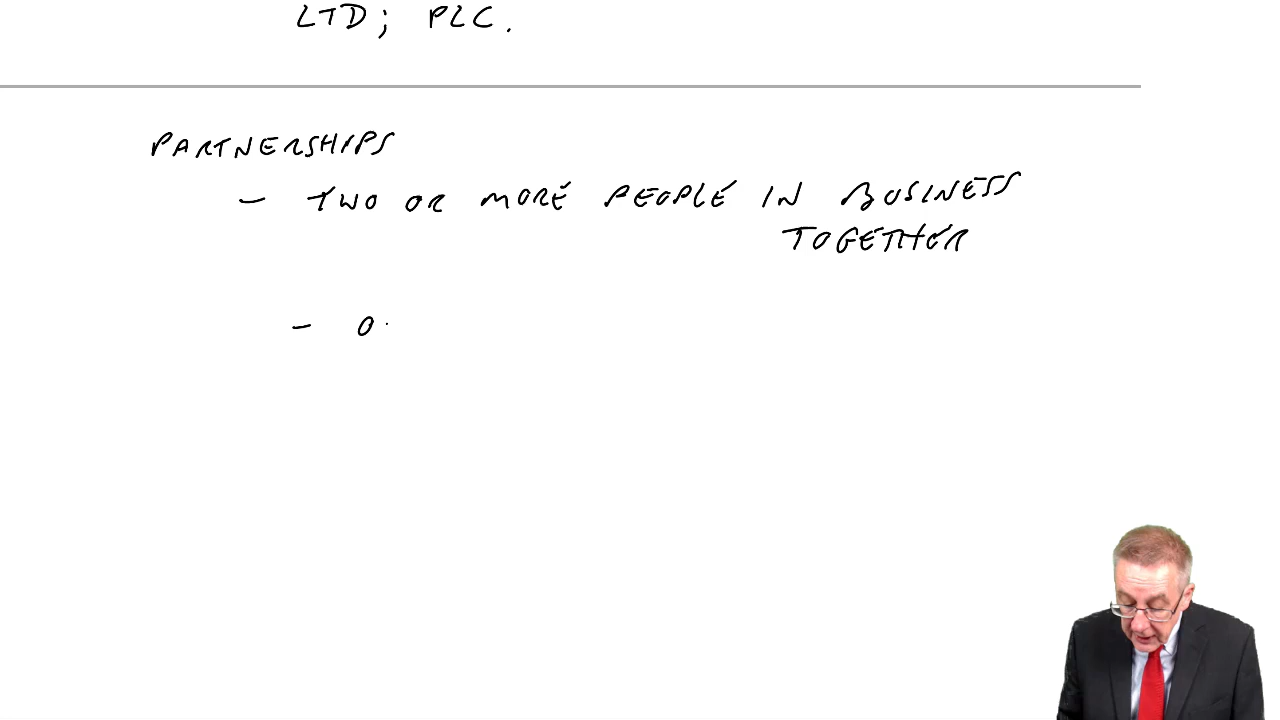 LTD; PLC.
PARTNERSHIPS
- TWO OR MORE PEOPLE IN BUSINESS
TOGETHER
- O